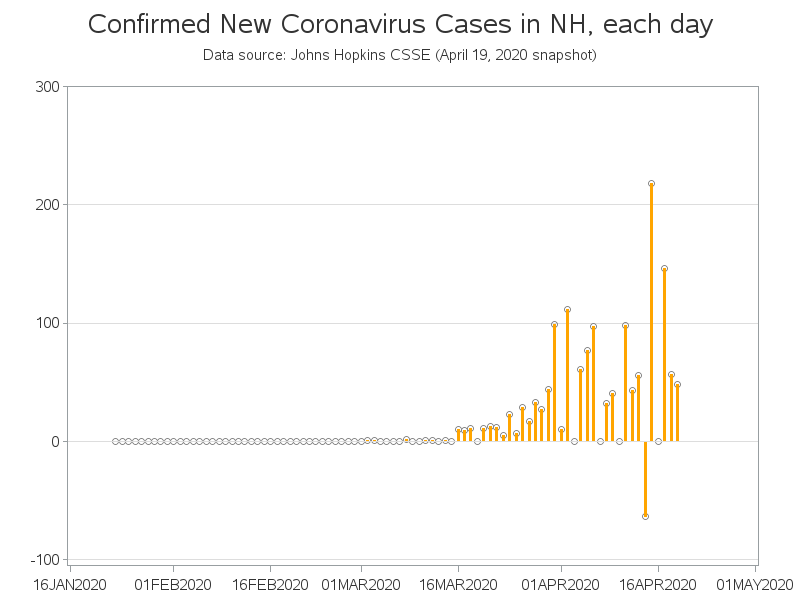 Confirmed New Coronavirus Cases in NH, each day
Data source: Johns Hopkins CSSE (April 19, 2020 snapshot)
300
200
100
0
-100
16JAN2020 01FEB2020 16FEB2020 01MAR2020 16MAR2020 01APR2020 16APR2020 01MAY2020